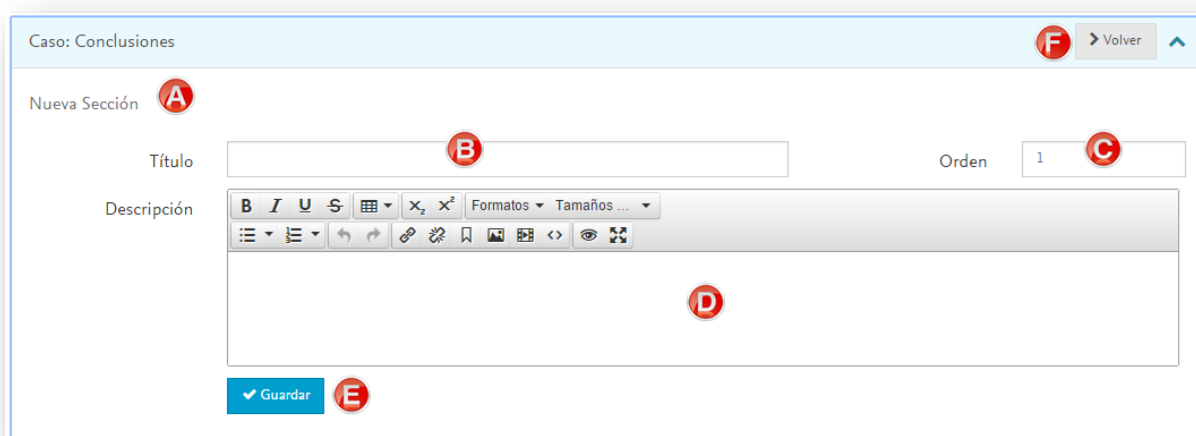 Caso: Conclusiones F Volver
Nueva Sección A
Título B Orden 1 C
Descripción B I U S X₂ X² Formatos Tamaños ...
D
Guardar E